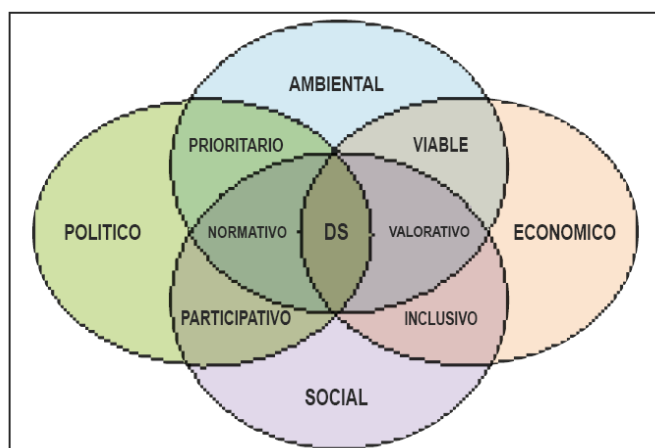 AMBIENTAL
PRIORITARIO
VIABLE
POLITICO
NORMATIVO
DS
VALORATIVO
ECONOMICO
PARTICIPATIVO
INCLUSIVO
SOCIAL